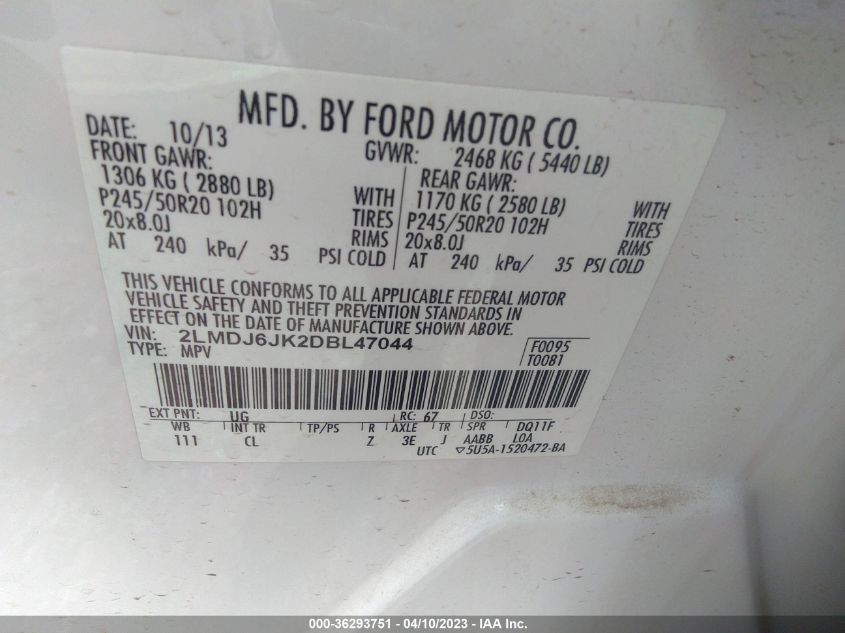 MFD. BY FORD MOTOR CO.
DATE: 10/13 GVWR: 2468 KG ( 5440 LB)
FRONT GAWR: REAR GAWR:
1306 KG ( 2880 LB) WITH 1170 KG ( 2580 LB) WITH
P245/50R20 102H TIRES P245/50R20 102H TIRES
20x8.0J RIMS 20x8.0J RIMS
AT 240 kPa/ 35 PSI COLD AT 240 kPa/ 35 PSI COLD
THIS VEHICLE CONFORMS TO ALL APPLICABLE FEDERAL MOTOR
VEHICLE SAFETY AND THEFT PREVENTION STANDARDS IN
EFFECT ON THE DATE OF MANUFACTURE SHOWN ABOVE.
VIN: 2LMDJ6JK2DBL47044 F0095
TYPE: MPV T0081
EXT PNT: UG RC: 67 DSO:
WB INT TR TP/PS R AXLE TR SPR DQ11F
111 CL Z 3E J AABB LOA
UTC ▽5U5A-1520472-BA
000-36293751 - 04/10/2023 - IAA Inc.